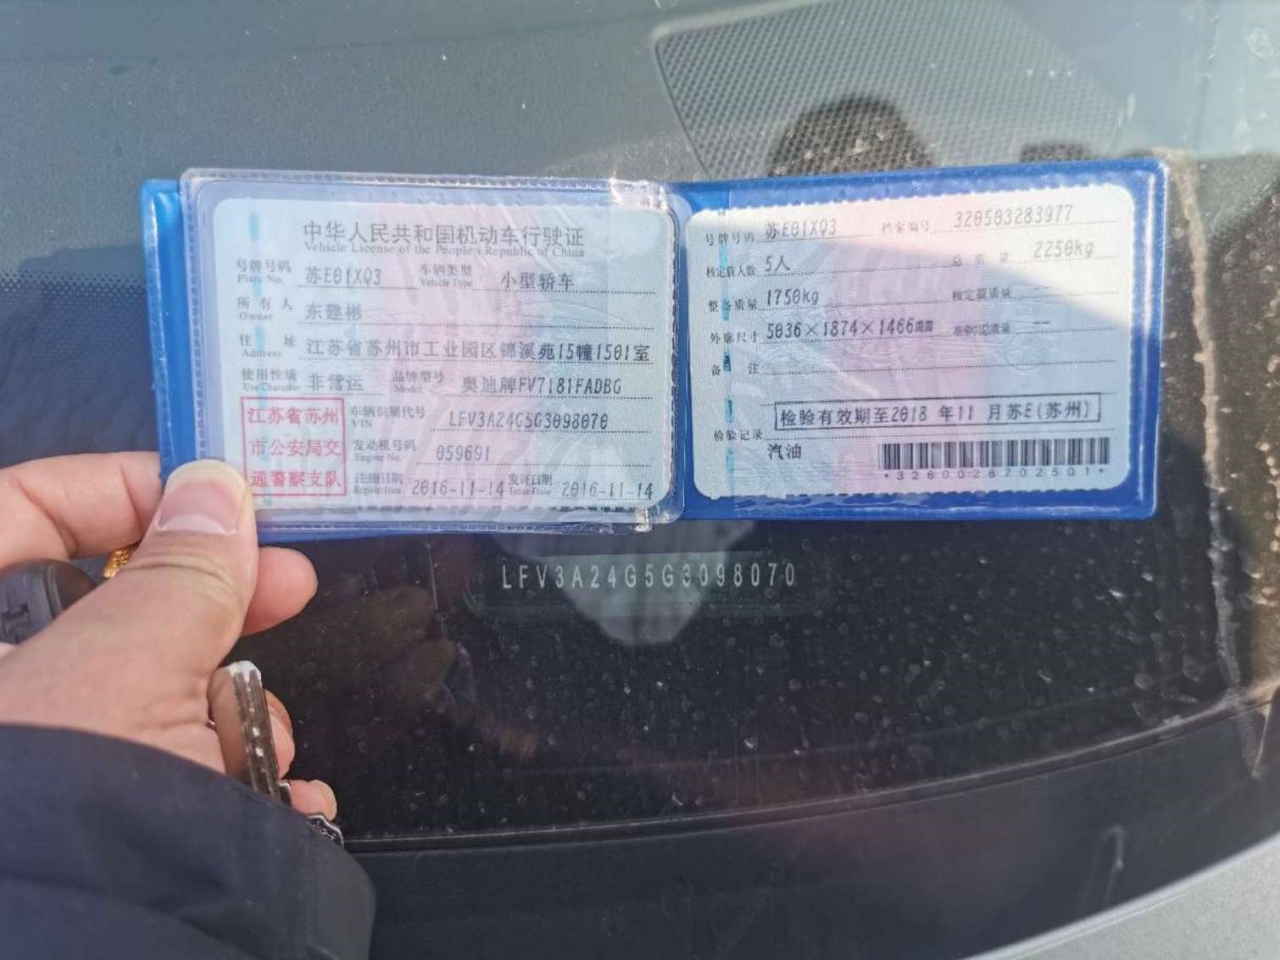 中华人民共和国机动车行驶证
Vehicle License of the People's Republic of China
号牌号码 Plate No. 苏E01XQ3 车辆类型 Vehicle Type 小型轿车
所有人 Owner 东建彬
住址 Address 江苏省苏州市工业园区锦溪苑15幢1501室
使用性质 Use Character 非营运 品牌型号 Model 奥迪牌FV7181FADBG
江苏省苏州
市公安局交
通警察支队
车辆识别代号 VIN LFV3A24G5G3098070
发动机号码 Engine No. 059691
注册日期 Register Date 2016-11-14 发证日期 Issue Date 2016-11-14
号牌号码 苏E01XQ3 档案编号 320503283977
核定载人数 5人 总质量 2250kg
整备质量 1750kg 核定载质量
外廓尺寸 5036×1874×1466 准牵引总质量 --
备注
检验有效期至2018 年11 月苏E(苏州)
检验记录
汽油
*3260026702501*
LFV3A24G5G3098070